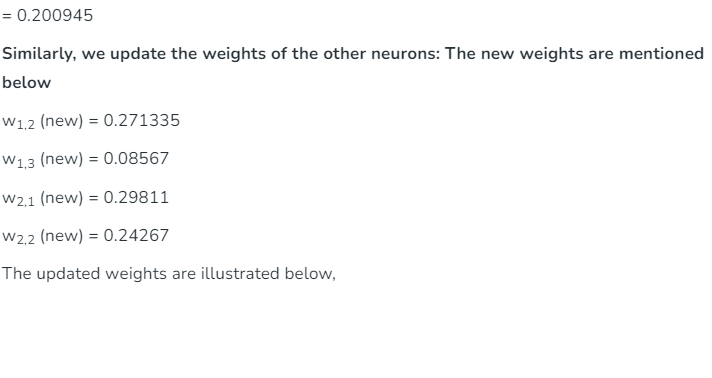 = 0.200945
Similarly, we update the weights of the other neurons: The new weights are mentioned
below
w1,2 (new) = 0.271335
w1,3 (new) = 0.08567
w2,1 (new) = 0.29811
w2,2 (new) = 0.24267
The updated weights are illustrated below,